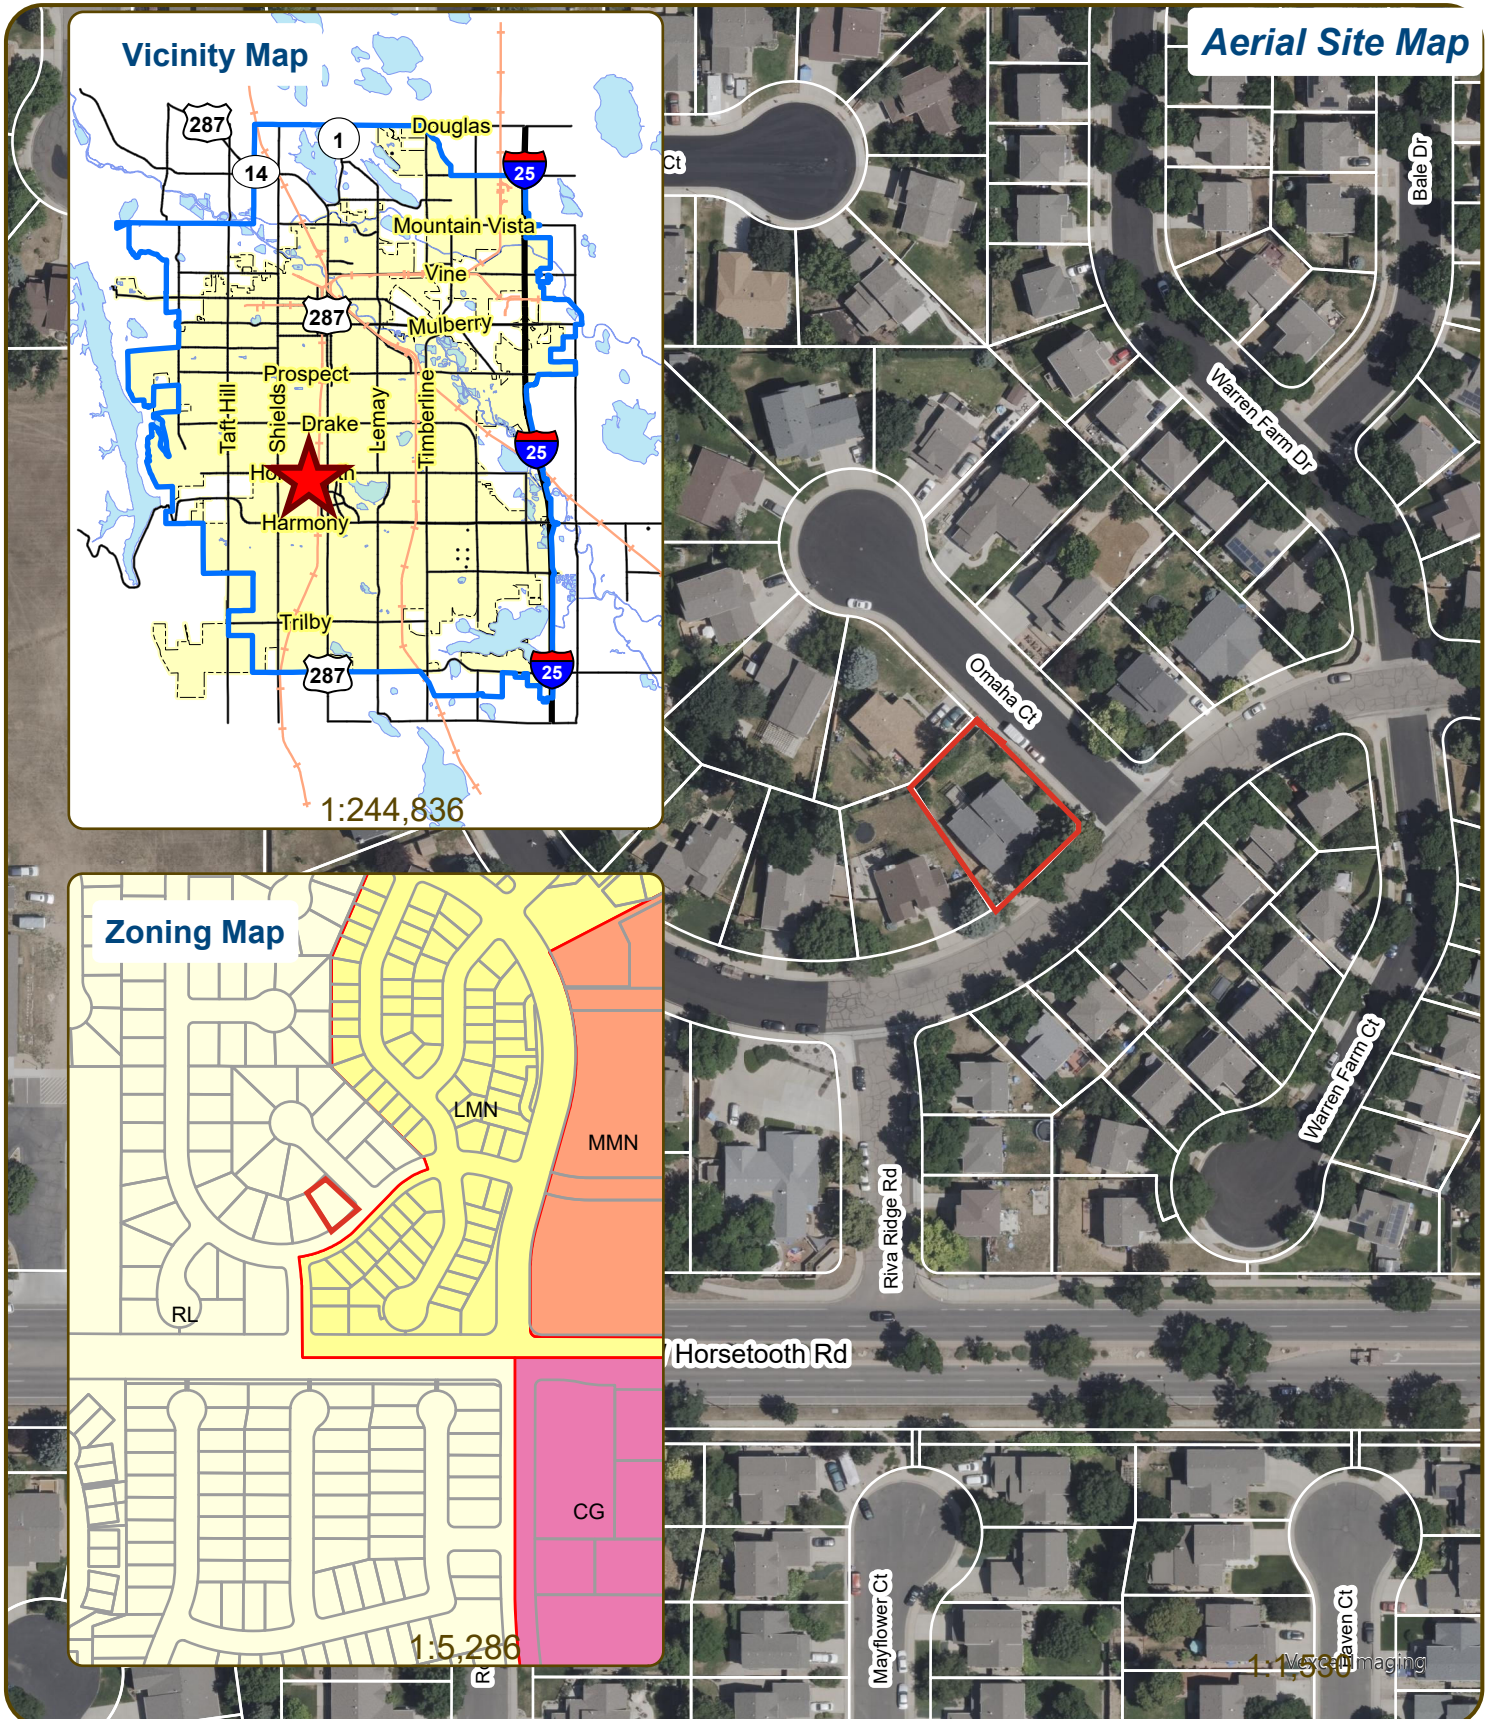 Vicinity Map
Aerial Site Map
287
1
Douglas
14
25
Mountain Vista
Vine
287
Mulberry
Prospect
Taft Hill
Shields
Drake
Lemay
Timberline
25
Harmony
Trilby
287
25
1:244,836
Ct
Bale Dr
Warren Farm Dr
Omaha Ct
Zoning Map
LMN
MMN
RL
CG
1:5,286
Warren Farm Ct
Riva Ridge Rd
Horsetooth Rd
Mayflower Ct
aven Ct
Vexcel Imaging